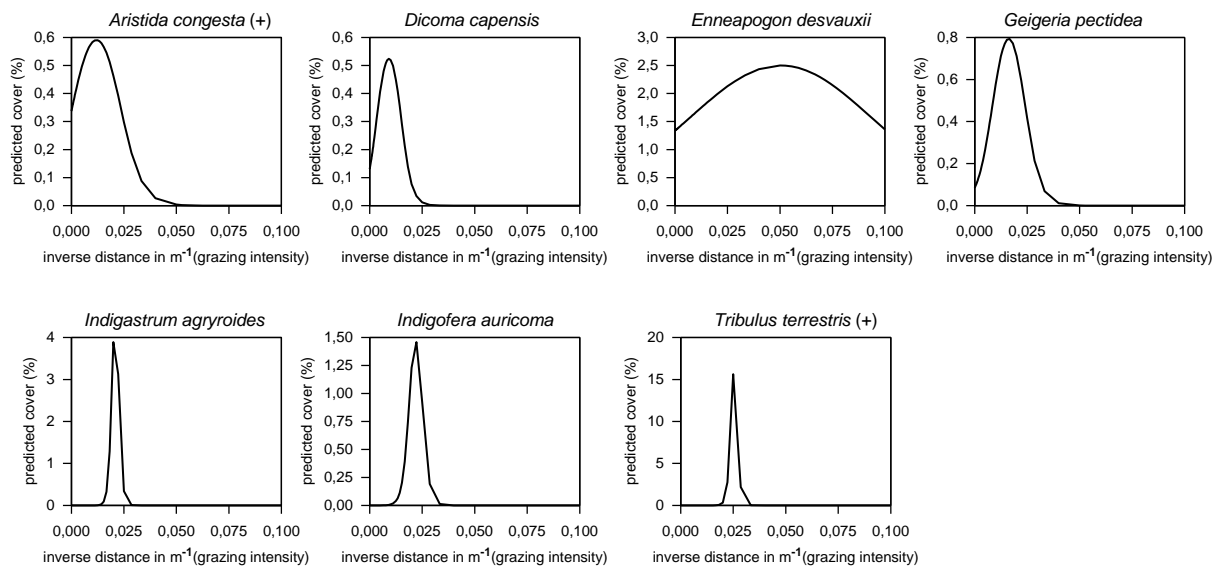 Aristida congesta (+)
0,6
0,5
0,4
0,3
0,2
0,1
0,0
predicted cover (%)
0,000 0,025 0,050 0,075 0,100
inverse distance in m-1(grazing intensity)
Dicoma capensis
0,6
0,5
0,4
0,3
0,2
0,1
0,0
predicted cover (%)
0,000 0,025 0,050 0,075 0,100
inverse distance in m-1(grazing intensity)
Enneapogon desvauxii
3,0
2,5
2,0
1,5
1,0
0,5
0,0
predicted cover (%)
0,000 0,025 0,050 0,075 0,100
inverse distance in m-1(grazing intensity)
Geigeria pectidea
0,8
0,6
0,4
0,2
0,0
predicted cover (%)
0,000 0,025 0,050 0,075 0,100
inverse distance in m-1(grazing intensity)
Indigastrum agryroides
4
3
2
1
0
predicted cover (%)
0,000 0,025 0,050 0,075 0,100
inverse distance in m-1(grazing intensity)
Indigofera auricoma
1,50
1,25
1,00
0,75
0,50
0,25
0,00
predicted cover (%)
0,000 0,025 0,050 0,075 0,100
inverse distance in m-1(grazing intensity)
Tribulus terrestris (+)
20
15
10
5
0
predicted cover (%)
0,000 0,025 0,050 0,075 0,100
inverse distance in m-1(grazing intensity)